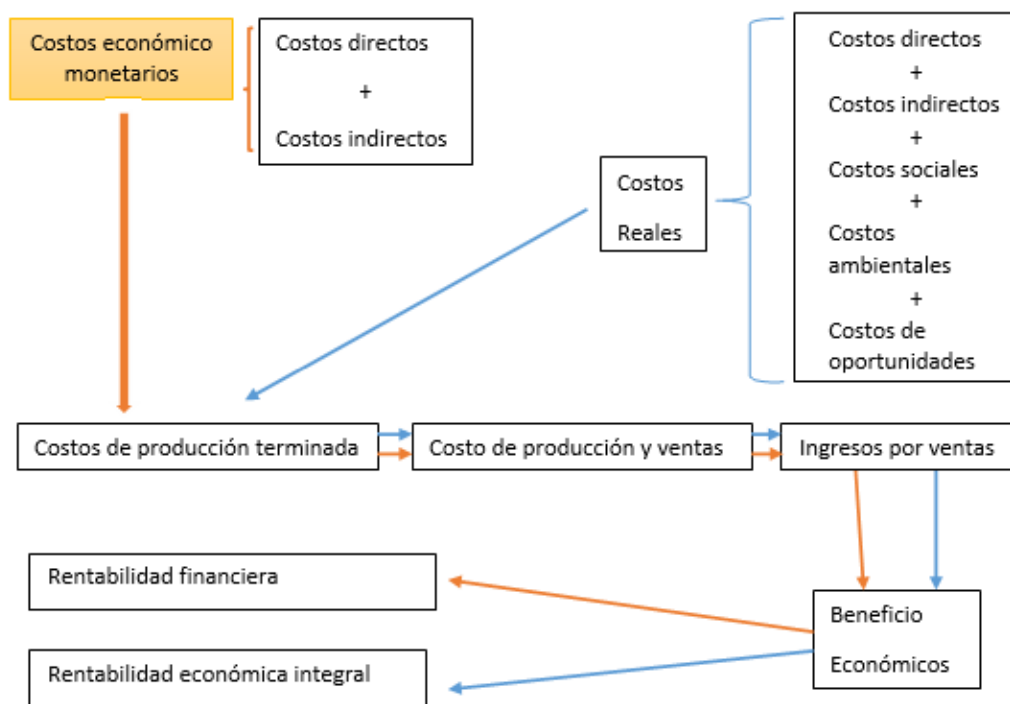 Costos económico
monetarios
Costos directos
+
Costos indirectos
Costos
Reales
Costos directos
+
Costos indirectos
+
Costos sociales
+
Costos
ambientales
+
Costos de
oportunidades
Costos de producción terminada
Costo de producción y ventas
Ingresos por ventas
Rentabilidad financiera
Beneficio
Económicos
Rentabilidad económica integral